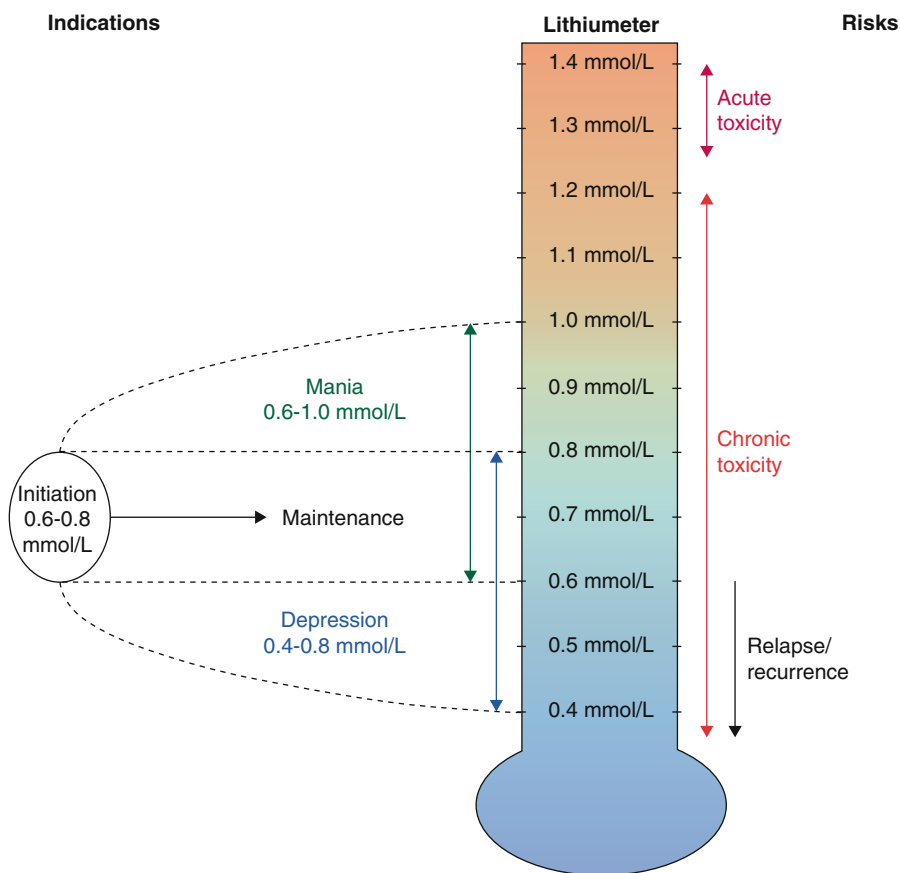 Indications
Lithiumeter
Risks
1.4 mmol/L
1.3 mmol/L
1.2 mmol/L
1.1 mmol/L
1.0 mmol/L
0.9 mmol/L
0.8 mmol/L
0.7 mmol/L
0.6 mmol/L
0.5 mmol/L
0.4 mmol/L
Acute
toxicity
Chronic
toxicity
Relapse/
recurrence
Mania
0.6-1.0 mmol/L
Initiation
0.6-0.8
mmol/L
Maintenance
Depression
0.4-0.8 mmol/L